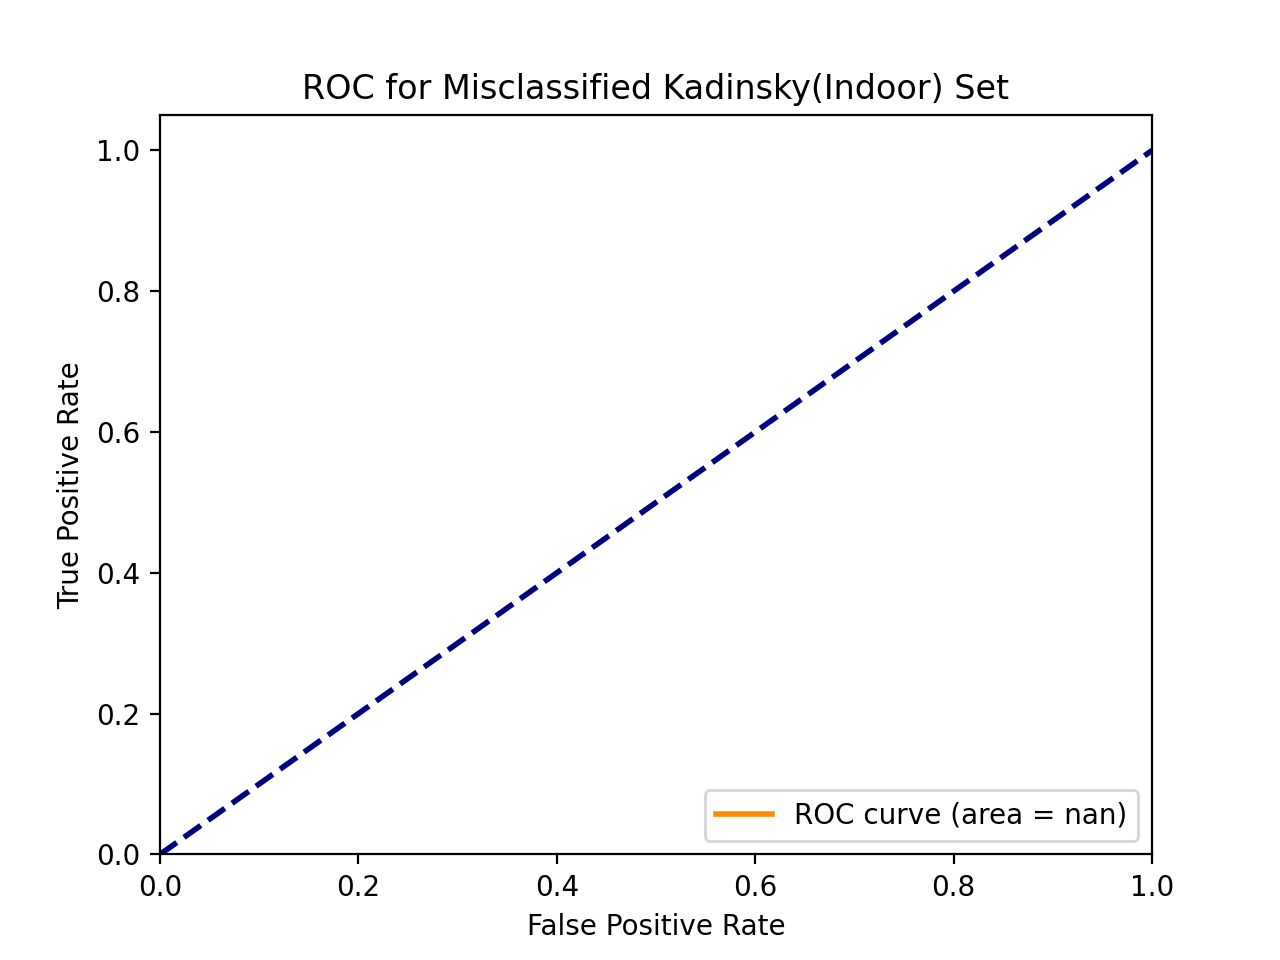 ROC for Misclassified Kadinsky(Indoor) Set
True Positive Rate
1.0
0.8
0.6
0.4
0.2
0.0
ROC curve (area = nan)
0.0 0.2 0.4 0.6 0.8 1.0
False Positive Rate